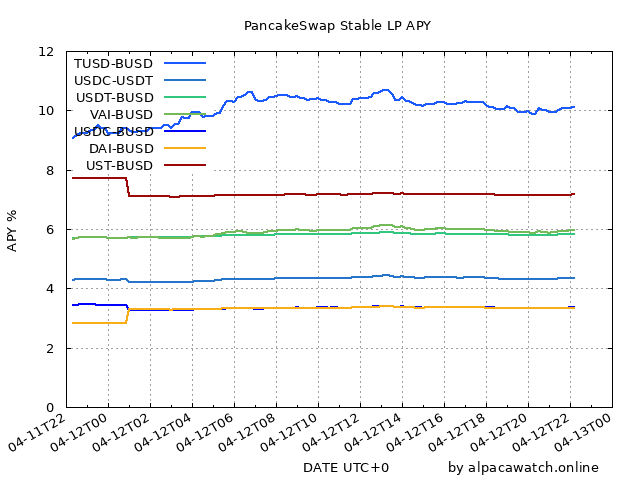 PancakeSwap Stable LP APY
12
10
8
6
4
2
0
APY %
TUSD-BUSD
USDC-USDT
USDT-BUSD
VAI-BUSD
USDC-BUSD
DAI-BUSD
UST-BUSD
04-11T22
04-12T00
04-12T02
04-12T04
04-12T06
04-12T08
04-12T10
04-12T12
04-12T14
04-12T16
04-12T18
04-12T20
04-12T22
04-13T00
DATE UTC+0
by alpacawatch.online